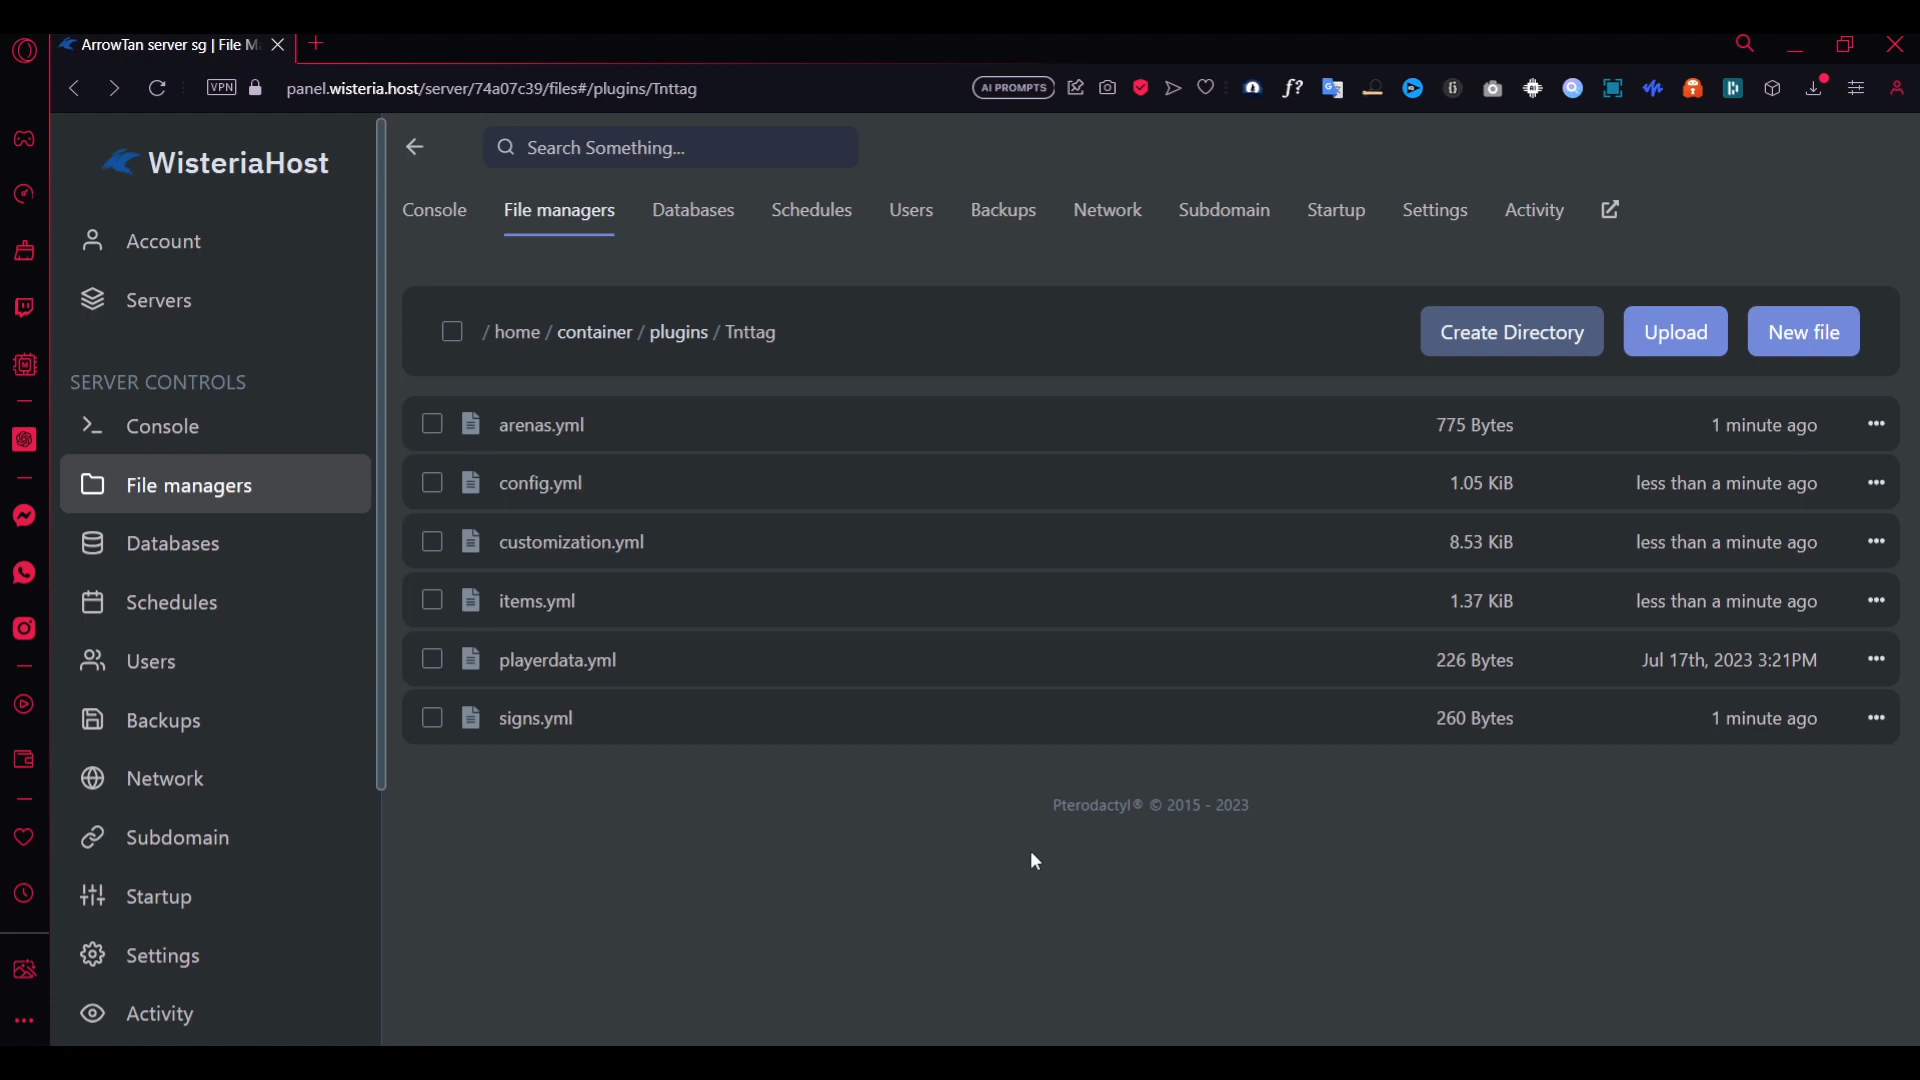 ArrowTan server sg | File M
VPN
panel.wisteria.host/server/74a07c39/files#/plugins/Tnttag
AI PROMPTS
WisteriaHost
Search Something...
Account
Servers
SERVER CONTROLS
Console
File managers
Databases
Schedules
Users
Backups
Network
Subdomain
Startup
Settings
Activity
Console
File managers
Databases
Schedules
Users
Backups
Network
Subdomain
Startup
Settings
Activity
/ home / container / plugins / Tnttag
Create Directory
Upload
New file
arenas.yml 775 Bytes 1 minute ago
config.yml 1.05 KiB less than a minute ago
customization.yml 8.53 KiB less than a minute ago
items.yml 1.37 KiB less than a minute ago
playerdata.yml 226 Bytes Jul 17th, 2023 3:21PM
signs.yml 260 Bytes 1 minute ago
Pterodactyl® © 2015 - 2023